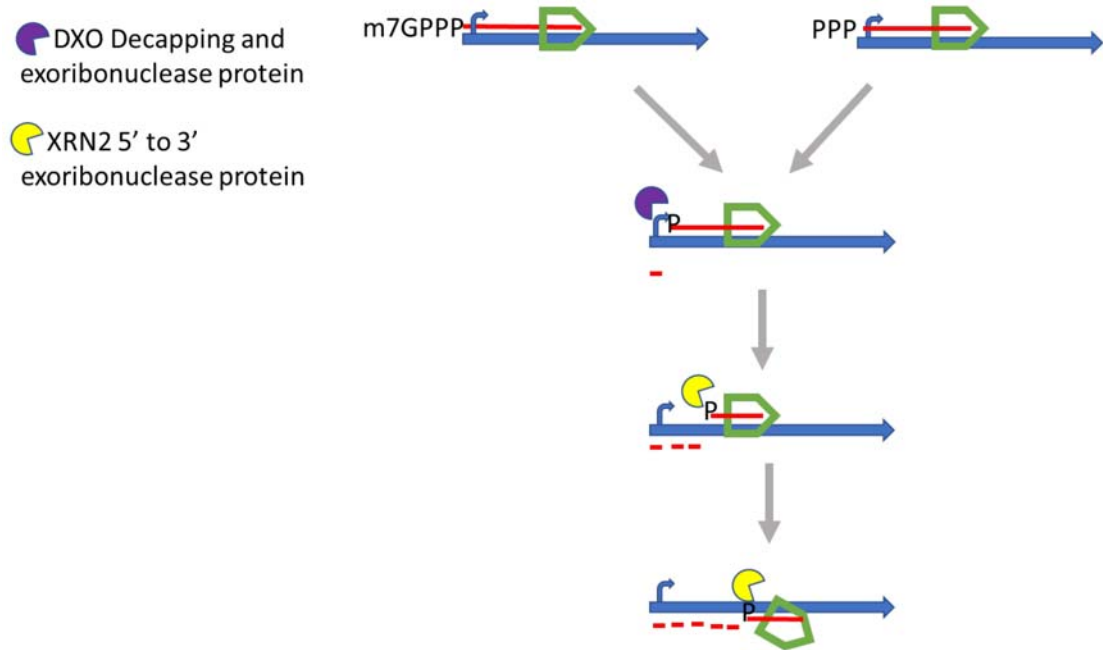 DXO Decapping and
exoribonuclease protein
XRN2 5’ to 3’
exoribonuclease protein
m7GPPP
PPP
P
P
P